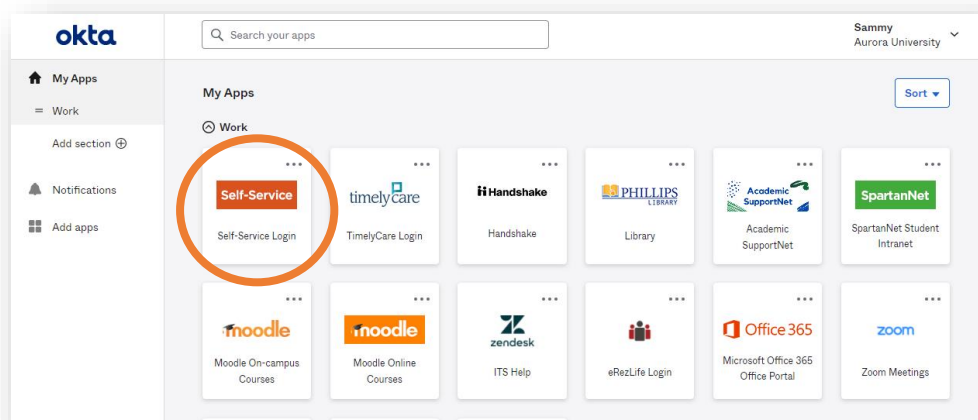 okta
Search your apps
Sammy
Aurora University
My Apps
Work
Add section
Notifications
Add apps
My Apps
Sort
Work
Self-Service
timelycare
Handshake
PHILLIPS
LIBRARY
Academic
SupportNet
SpartanNet
Self-Service Login
TimelyCare Login
Handshake
Library
Academic
SupportNet
SpartanNet Student
Intranet
moodle
moodle
zendesk
Office 365
zoom
Moodle On-campus
Courses
Moodle Online
Courses
ITS Help
eRezLife Login
Microsoft Office 365
Office Portal
Zoom Meetings